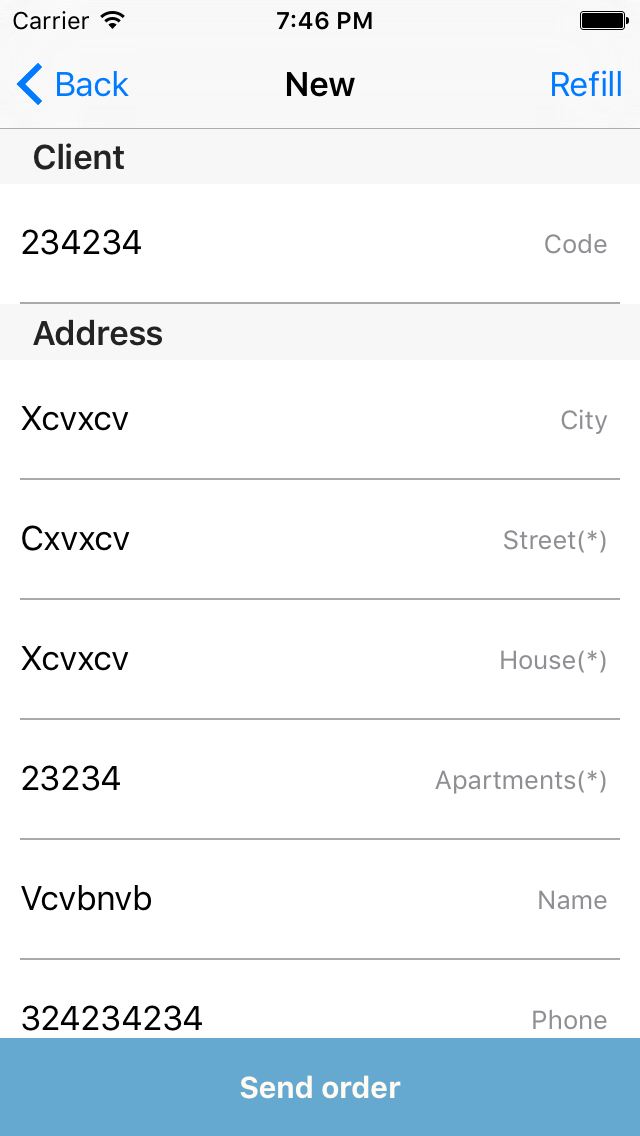 Carrier 7:46 PM
Back New Refill
Client
234234 Code
Address
Xcvxcv City
Cxvxcv Street(*)
Xcvxcv House(*)
23234 Apartments(*)
Vcvbnvb Name
324234234 Phone
Send order